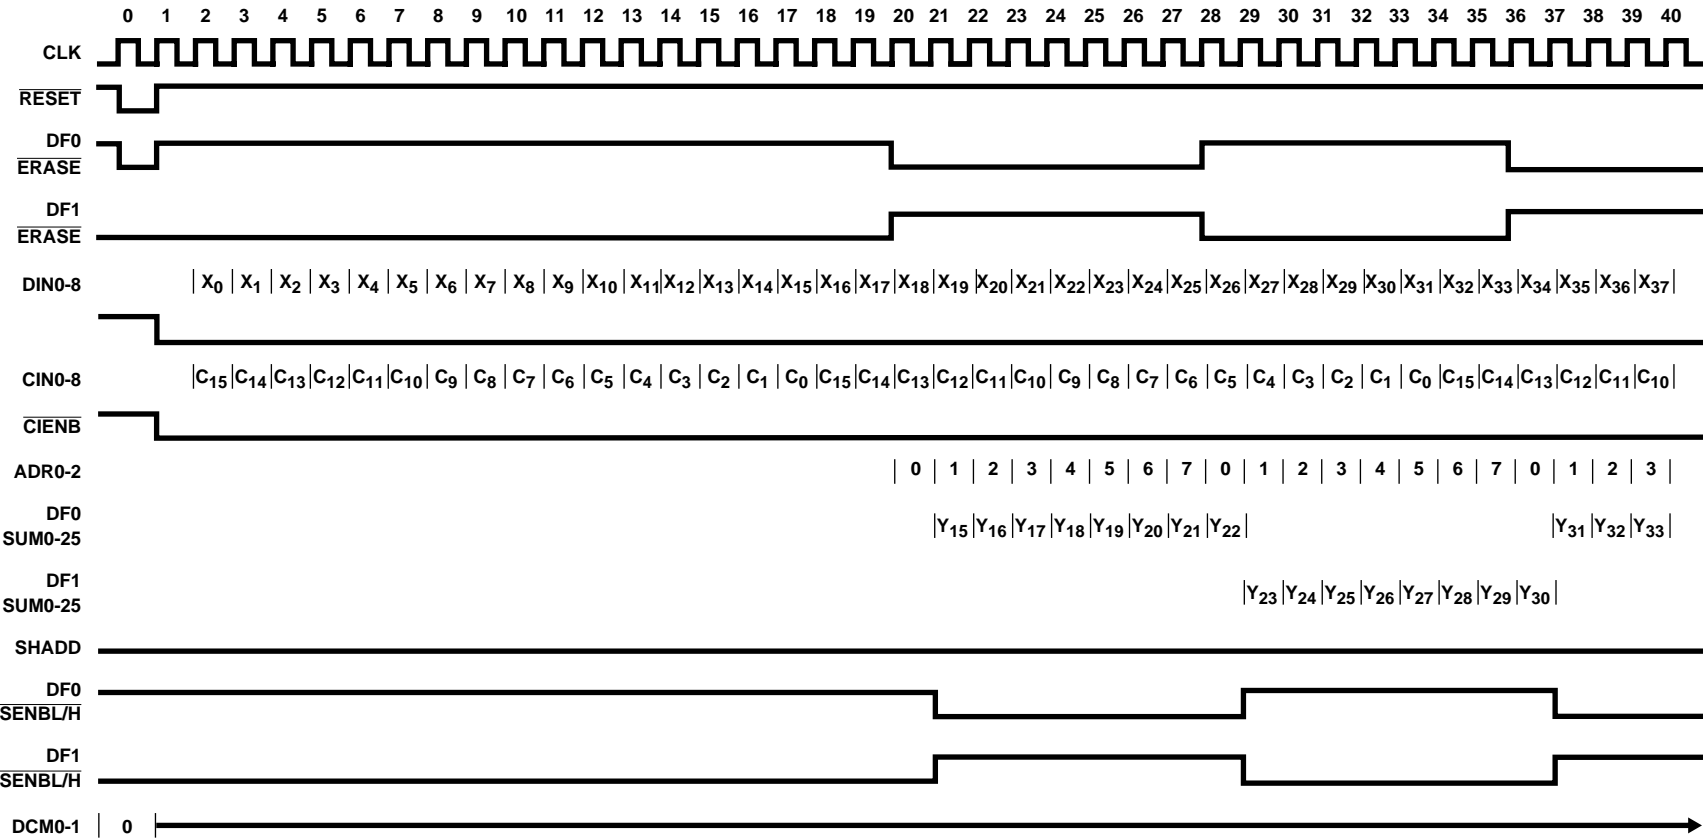 0 1 2 3 4 5 6 7 8 9 10 11 12 13 14 15 16 17 18 19 20 21 22 23 24 25 26 27 28 29 30 31 32 33 34 35 36 37 38 39 40
CLK
RESET
DF0
ERASE
DF1
ERASE
DIN0-8 X0 X1 X2 X3 X4 X5 X6 X7 X8 X9 X10 X11 X12 X13 X14 X15 X16 X17 X18 X19 X20 X21 X22 X23 X24 X25 X26 X27 X28 X29 X30 X31 X32 X33 X34 X35 X36 X37
CIN0-8 C15 C14 C13 C12 C11 C10 C9 C8 C7 C6 C5 C4 C3 C2 C1 C0 C15 C14 C13 C12 C11 C10 C9 C8 C7 C6 C5 C4 C3 C2 C1 C0 C15 C14 C13 C12 C11 C10
CIENB
ADR0-2 0 1 2 3 4 5 6 7 0 1 2 3 4 5 6 7 0 1 2 3
DF0
SUM0-25 Y15 Y16 Y17 Y18 Y19 Y20 Y21 Y22 Y31 Y32 Y33
DF1
SUM0-25 Y23 Y24 Y25 Y26 Y27 Y28 Y29 Y30
SHADD
DF0
SENBL/H
DF1
SENBL/H
DCM0-1 0